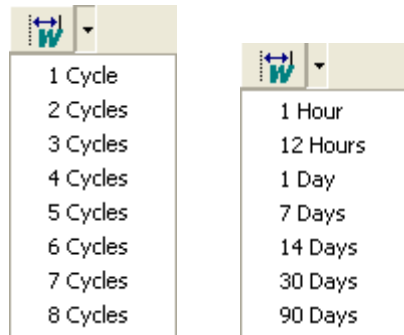 W
1 Cycle
2 Cycles
3 Cycles
4 Cycles
5 Cycles
6 Cycles
7 Cycles
8 Cycles
W
1 Hour
12 Hours
1 Day
7 Days
14 Days
30 Days
90 Days